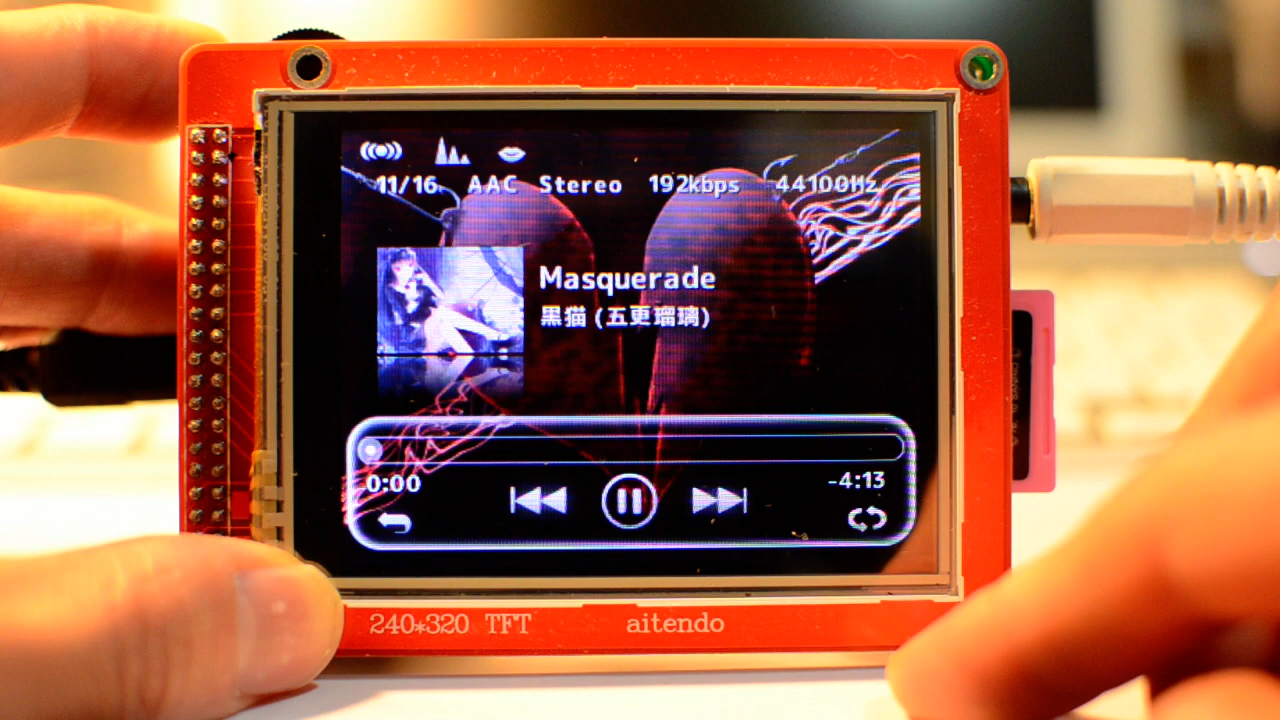 11/16 AAC Stereo 192kbps 44100Hz
Masquerade
黒猫 (五更瑠璃)
0:00 -4:13
240*320 TFT aitendo